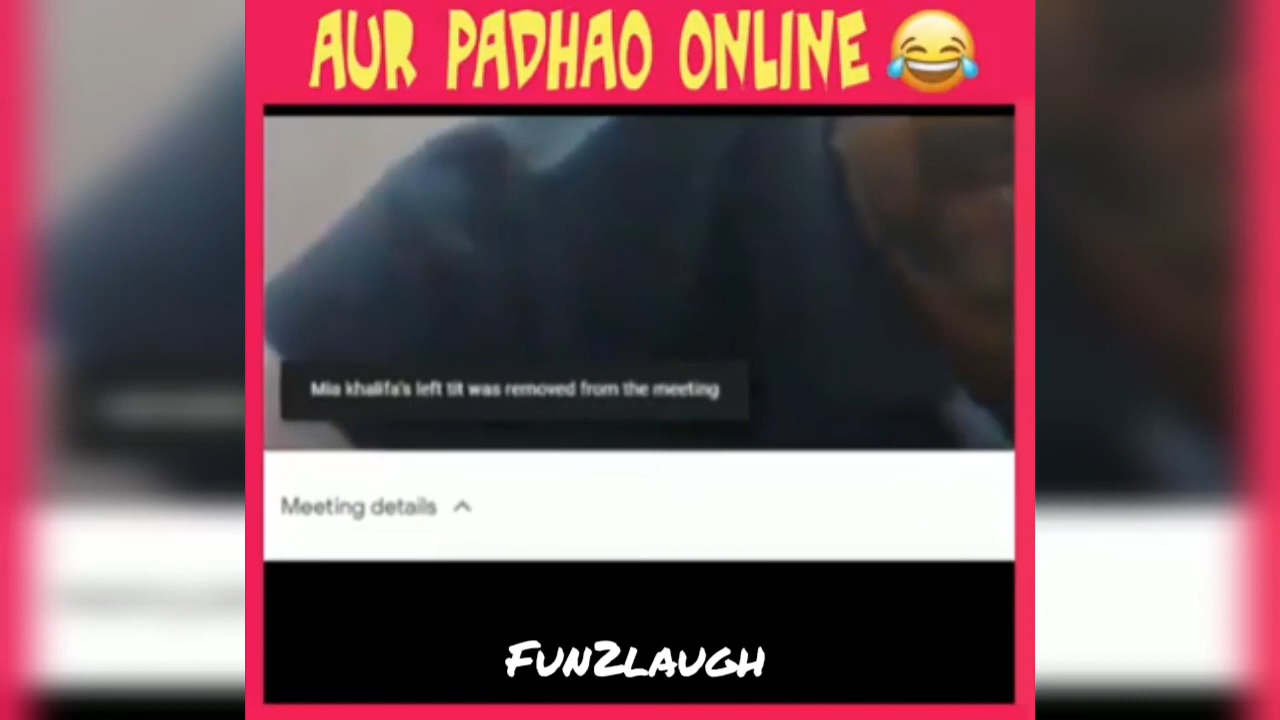 AUR PADHAO ONLINE 😂
Mia khalifa's left tit was removed from the meeting
Meeting details
Fun2laugh